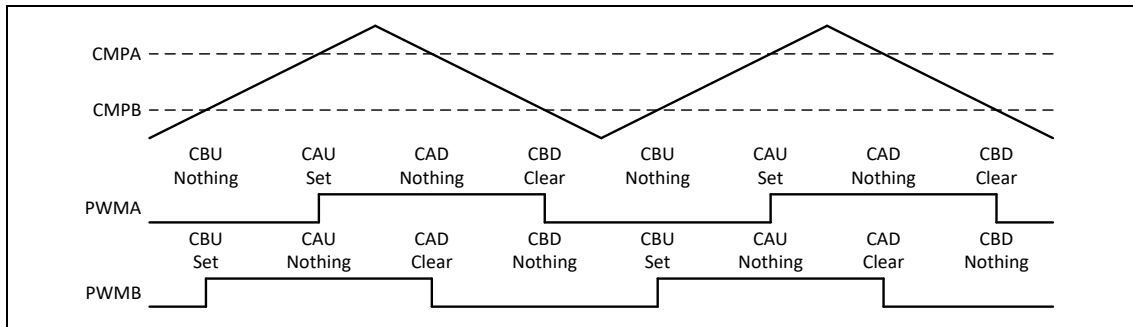 CMPA
CMPB
CBU CAU CAD CBD CBU CAU CAD CBD
Nothing Set Nothing Clear Nothing Set Nothing Clear
PWMA
CBU CAU CAD CBD CBU CAU CAD CBD
Set Nothing Clear Nothing Set Nothing Clear Nothing
PWMB